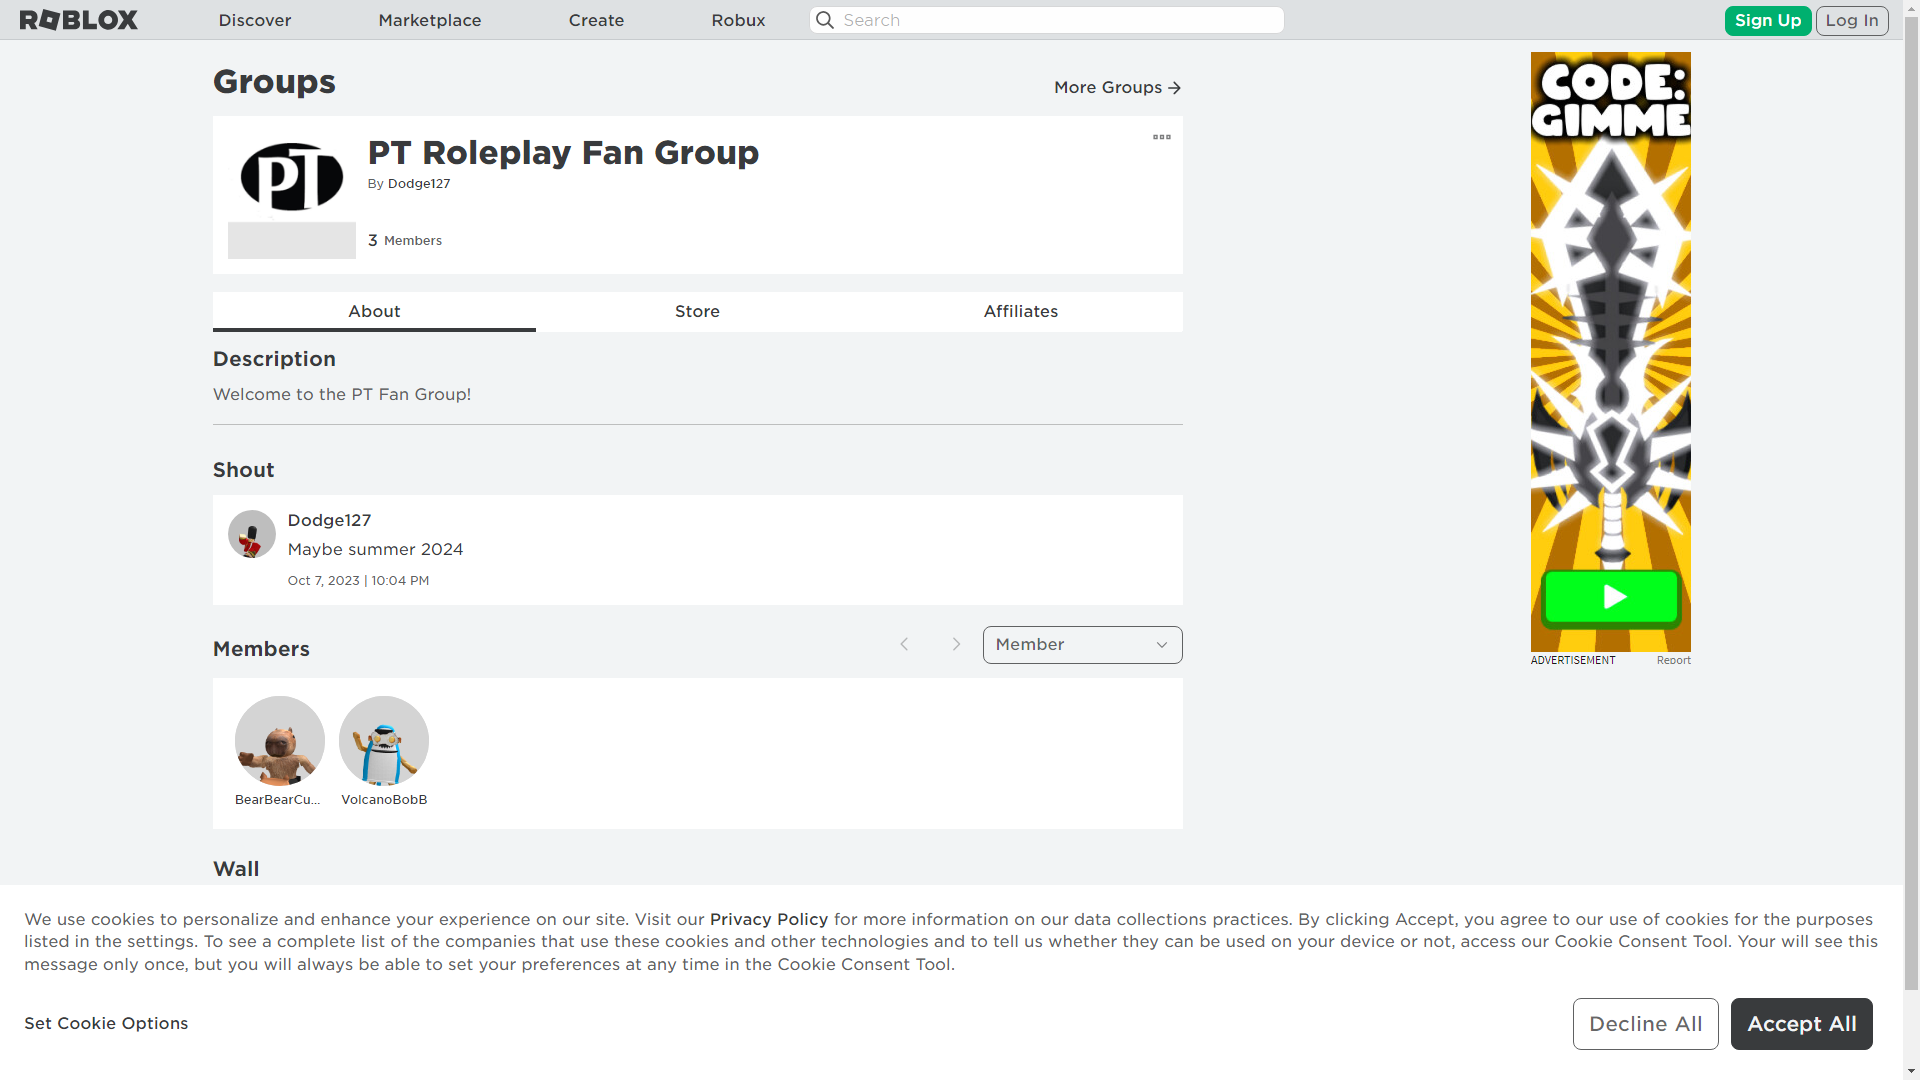 ROBLOX
Discover
Marketplace
Create
Robux
Search
Sign Up
Log In
Groups
More Groups
PT
PT Roleplay Fan Group
By Dodge127
3 Members
About
Store
Affiliates
Description
Welcome to the PT Fan Group!
Shout
Dodge127
Maybe summer 2024
Oct 7, 2023 | 10:04 PM
Members
Member
BearBearCu...
VolcanoBobB
Wall
CODE:
GIMME
ADVERTISEMENT
Report
We use cookies to personalize and enhance your experience on our site. Visit our Privacy Policy for more information on our data collections practices. By clicking Accept, you agree to our use of cookies for the purposes
listed in the settings. To see a complete list of the companies that use these cookies and other technologies and to tell us whether they can be used on your device or not, access our Cookie Consent Tool. Your will see this
message only once, but you will always be able to set your preferences at any time in the Cookie Consent Tool.
Set Cookie Options
Decline All
Accept All